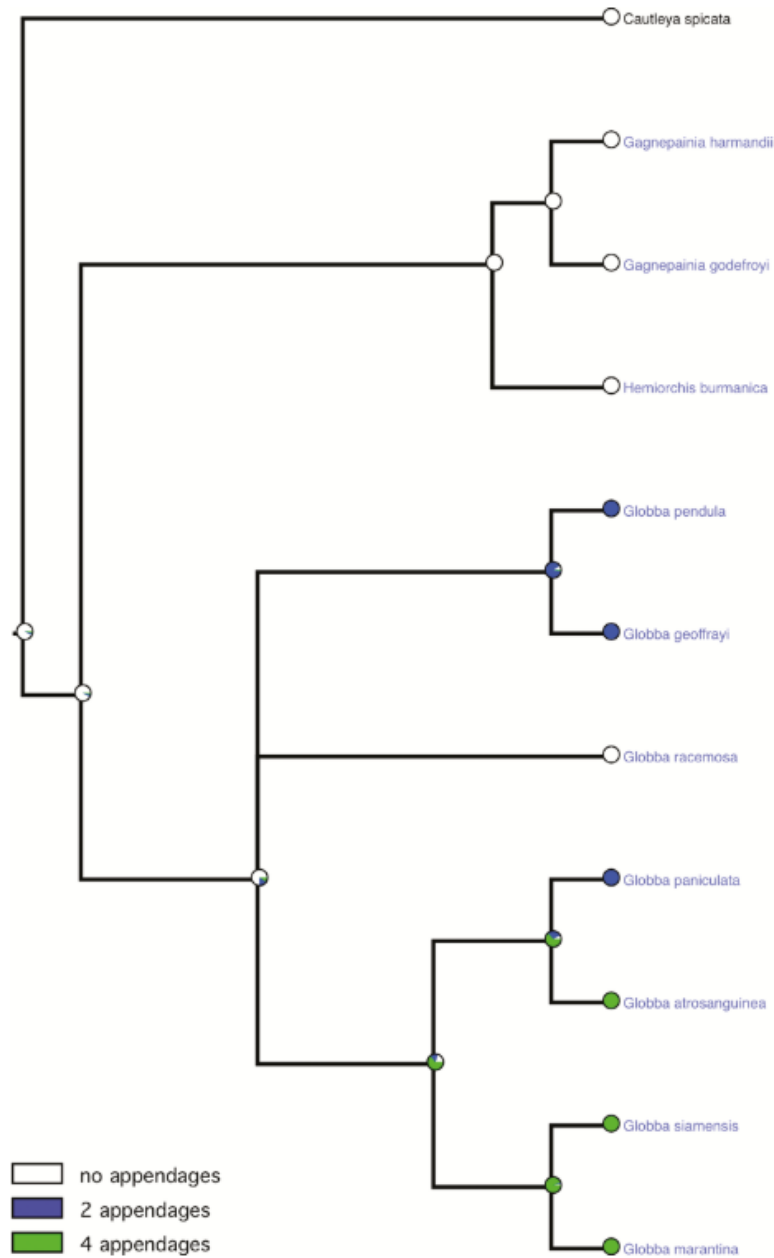 Cautleya spicata
Gagnepainia harmandii
Gagnepainia godefroyi
Hemiorchis burmanica
Globba pendula
Globba geoffrayi
Globba racemosa
Globba paniculata
Globba atrosanguinea
Globba siamensis
Globba marantina
no appendages
2 appendages
4 appendages